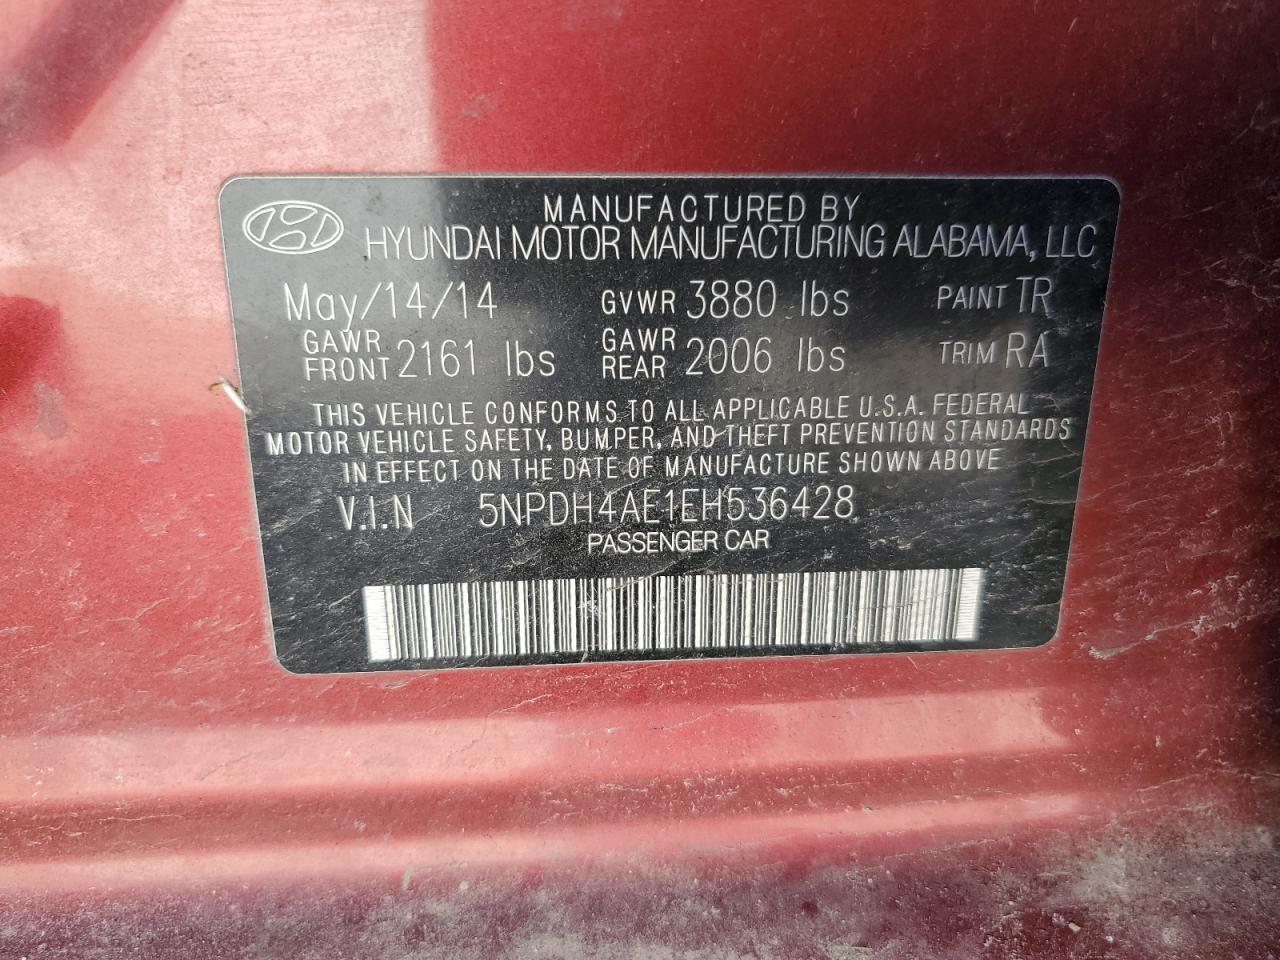 MANUFACTURED BY
HYUNDAI MOTOR MANUFACTURING ALABAMA, LLC
May/14/14 GVWR 3880 lbs PAINT TR
GAWR FRONT 2161 lbs GAWR REAR 2006 lbs TRIM RA
THIS VEHICLE CONFORMS TO ALL APPLICABLE U.S.A. FEDERAL
MOTOR VEHICLE SAFETY, BUMPER, AND THEFT PREVENTION STANDARDS
IN EFFECT ON THE DATE OF MANUFACTURE SHOWN ABOVE
V.I.N 5NPDH4AE1EH536428
PASSENGER CAR